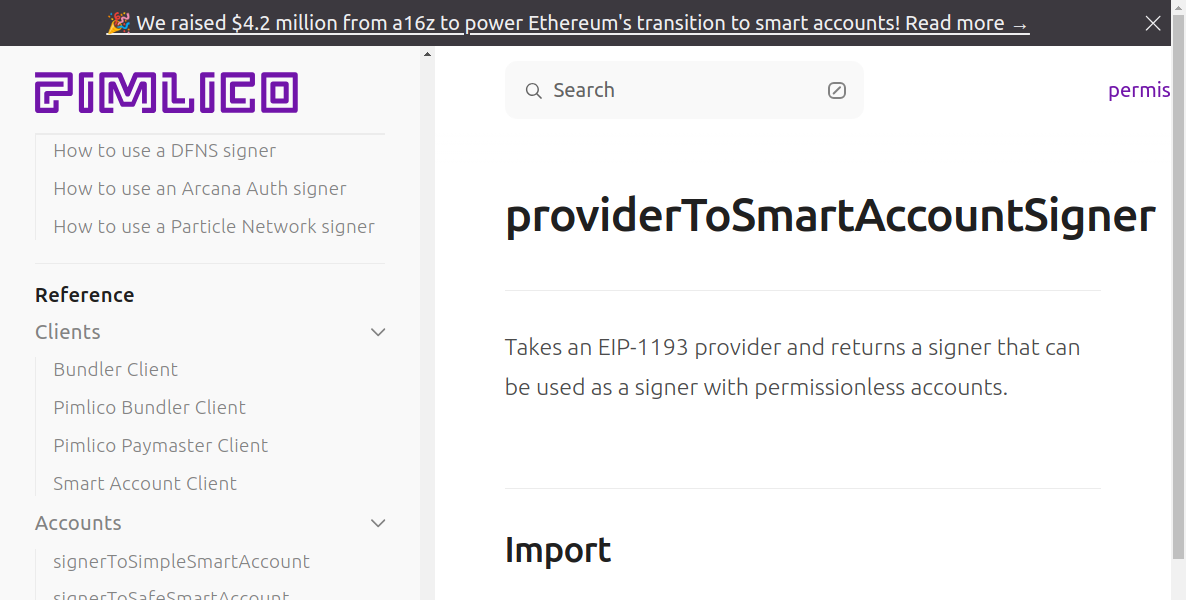 🎉 We raised $4.2 million from a16z to power Ethereum's transition to smart accounts! Read more →
PIMLICO
Search
permis
How to use a DFNS signer
How to use an Arcana Auth signer
How to use a Particle Network signer
Reference
Clients
Bundler Client
Pimlico Bundler Client
Pimlico Paymaster Client
Smart Account Client
Accounts
signerToSimpleSmartAccount
signerToSafeSmartAccount
providerToSmartAccountSigner
Takes an EIP-1193 provider and returns a signer that can
be used as a signer with permissionless accounts.
Import